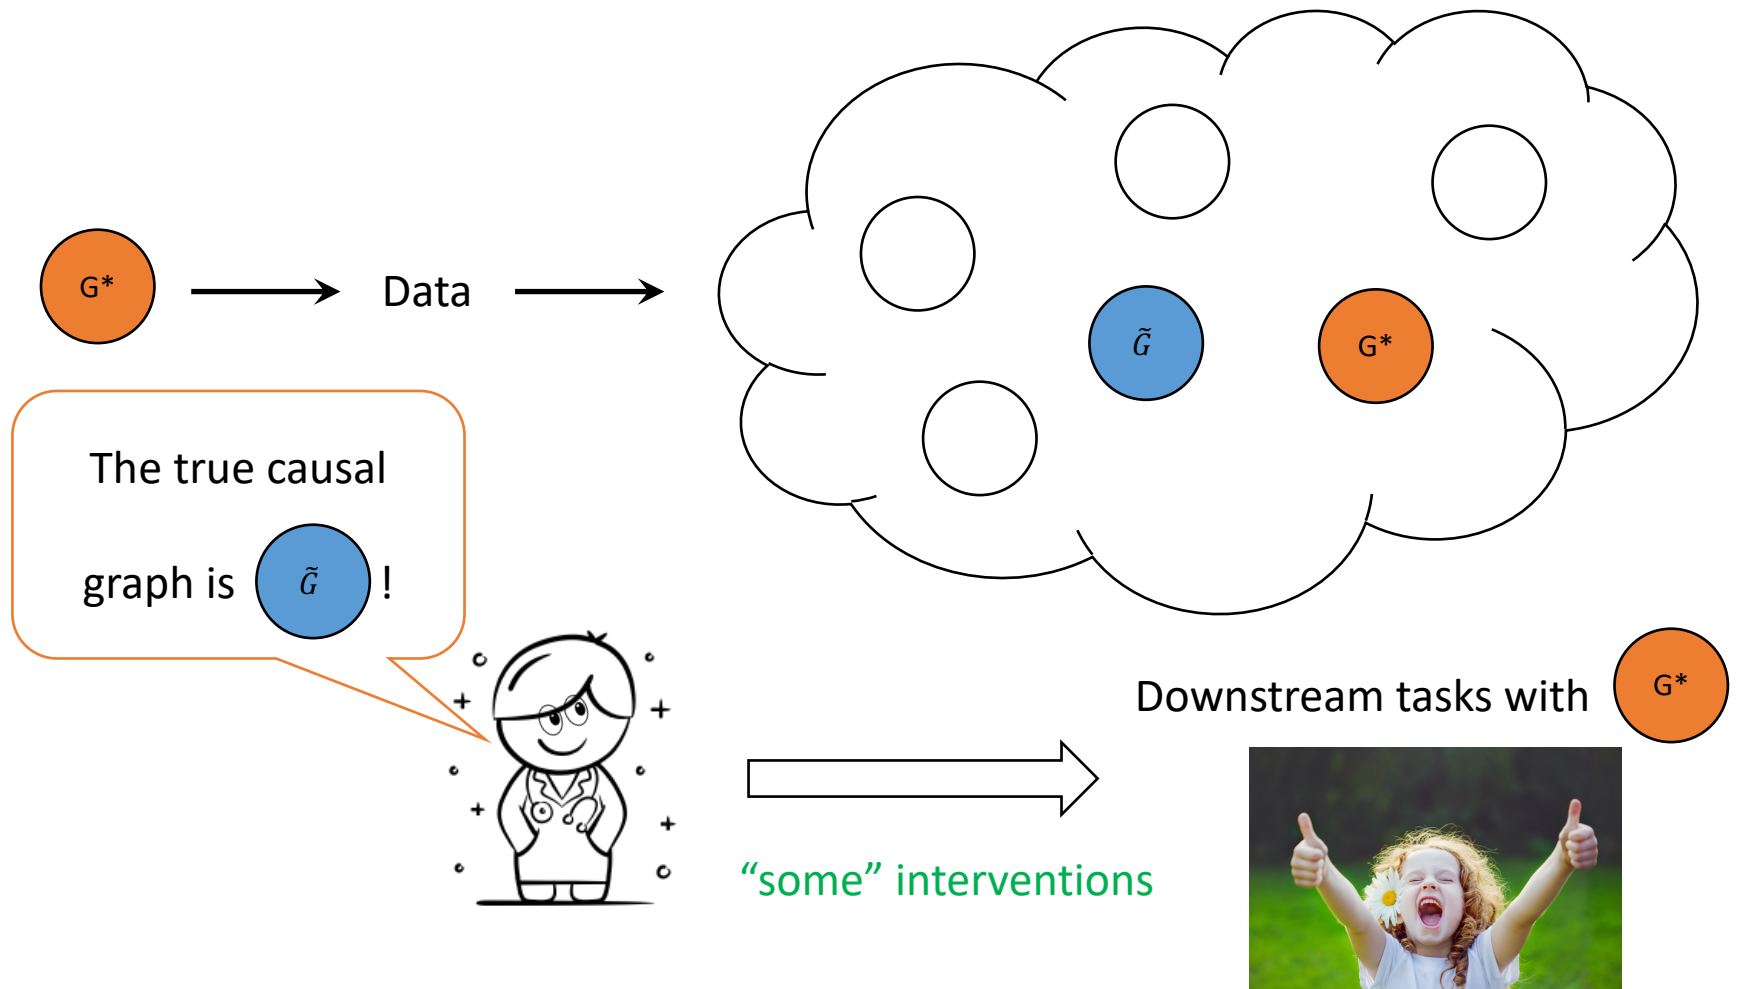 G*
Data
G̃
G*
The true causal
graph is G̃ !
Downstream tasks with G*
“some” interventions